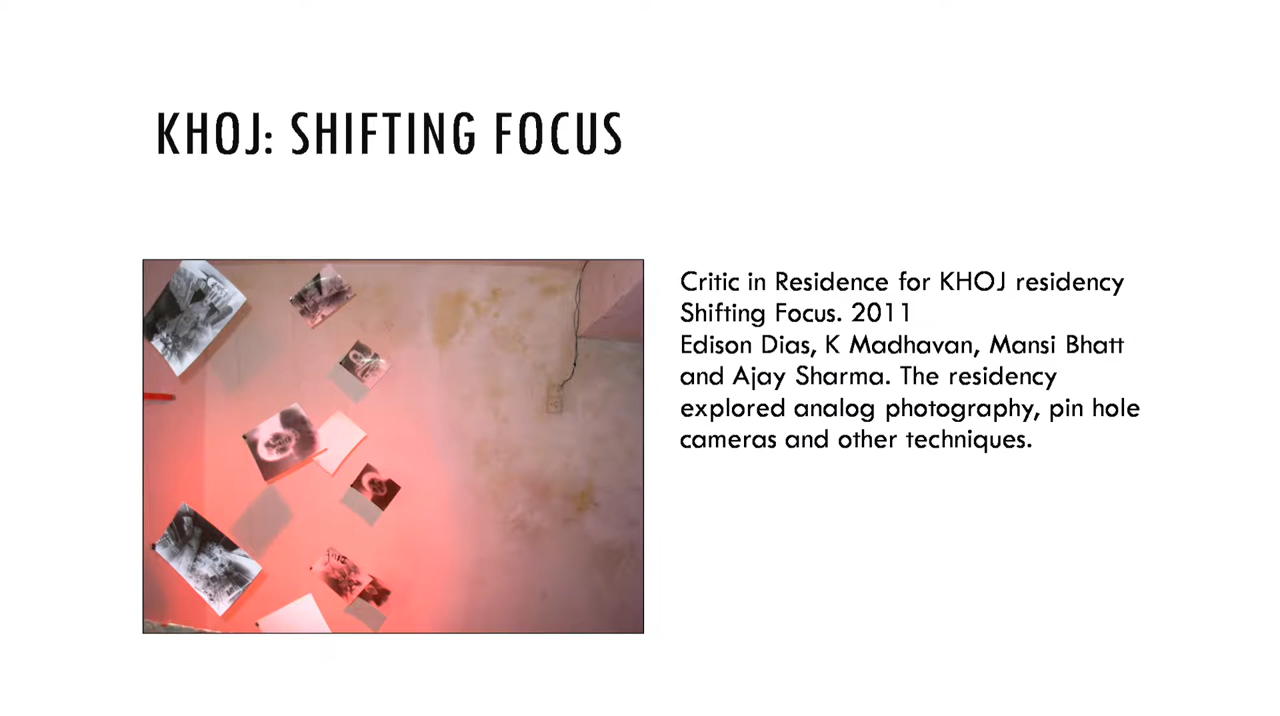 KHOJ: SHIFTING FOCUS
Critic in Residence for KHOJ residency
Shifting Focus. 2011
Edison Dias, K Madhavan, Mansi Bhatt
and Ajay Sharma. The residency
explored analog photography, pin hole
cameras and other techniques.